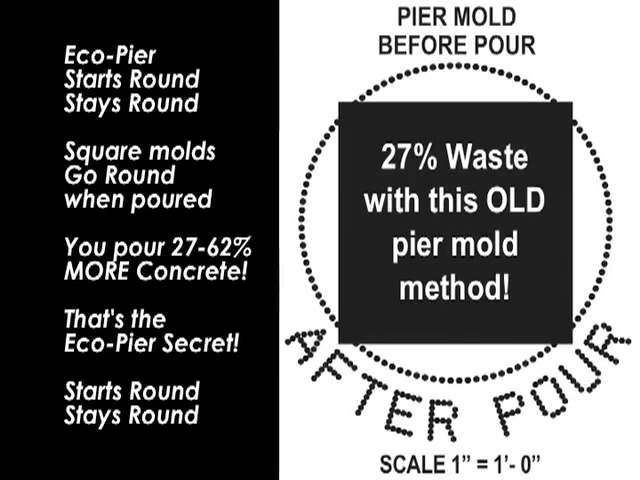 Eco-Pier
Starts Round
Stays Round
Square molds
Go Round
when poured
You pour 27-62%
MORE Concrete!
That's the
Eco-Pier Secret!
Starts Round
Stays Round
PIER MOLD
BEFORE POUR
27% Waste
with this OLD
pier mold
method!
AFTER POUR
SCALE 1” = 1’- 0”